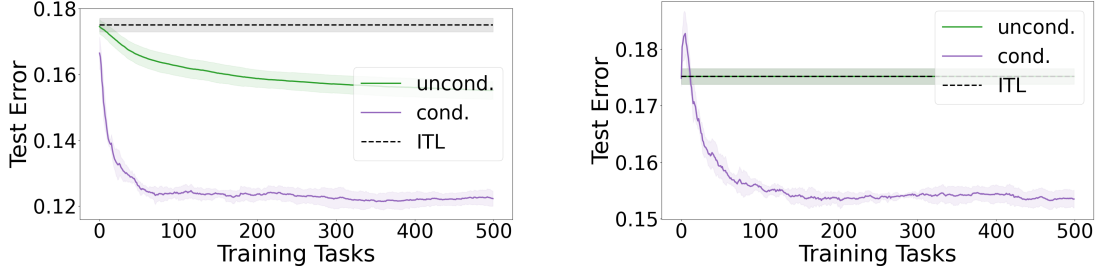 Test Error
0.18
0.16
0.14
0.12
uncond.
cond.
ITL
0 100 200 300 400 500
Training Tasks
Test Error
0.18
0.17
0.16
0.15
uncond.
cond.
ITL
0 100 200 300 400 500
Training Tasks